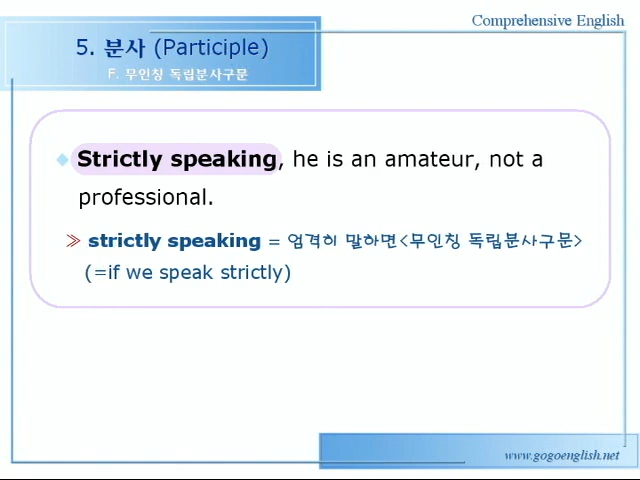 Comprehensive English
5. 분사 (Participle)
F. 무인칭 독립분사구문
Strictly speaking, he is an amateur, not a
professional.
≫ strictly speaking = 엄격히 말하면<무인칭 독립분사구문>
(=if we speak strictly)
www.gogoenglish.net